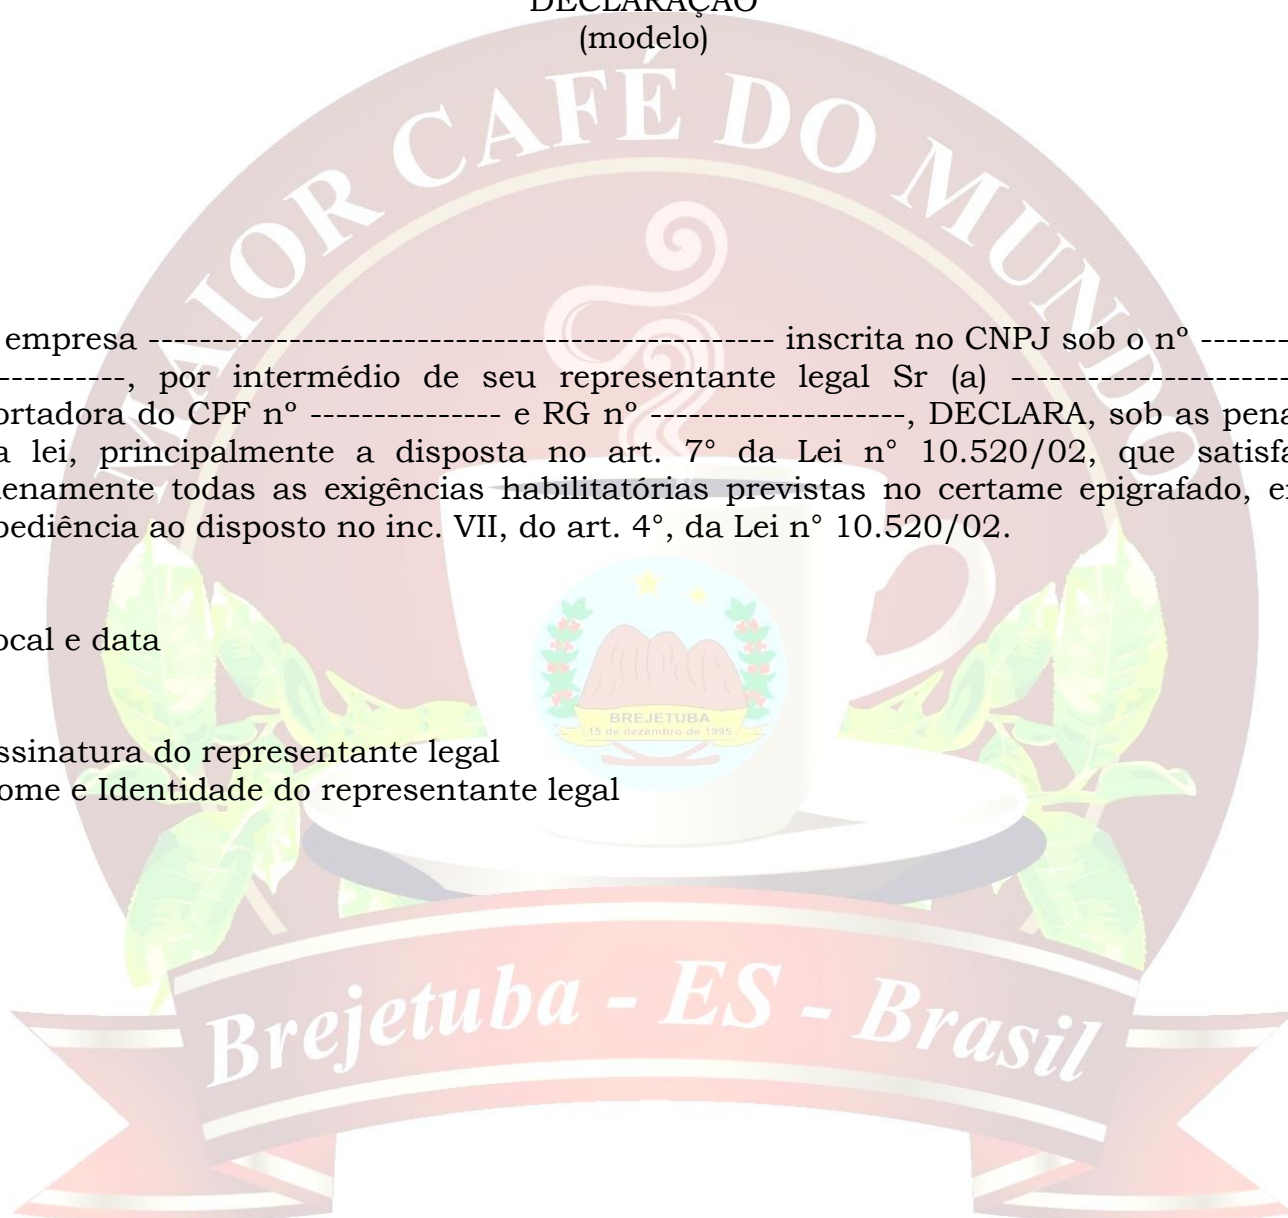 DECLARAÇÃO
(modelo)
MAIOR CAFÉ DO MUNDO
empresa ------------------------------------------------- inscrita no CNPJ sob o nº -------
----------, por intermédio de seu representante legal Sr (a) ----------------------
ortadora do CPF nº --------------- e RG nº --------------------, DECLARA, sob as pena
a lei, principalmente a disposta no art. 7° da Lei n° 10.520/02, que satisfa
lenamente todas as exigências habilitatórias previstas no certame epigrafado, e
bediência ao disposto no inc. VII, do art. 4°, da Lei n° 10.520/02.
ocal e data
BREJETUBA
15 de dezembro de 1995
ssinatura do representante legal
ome e Identidade do representante legal
Brejetuba - ES - Brasil